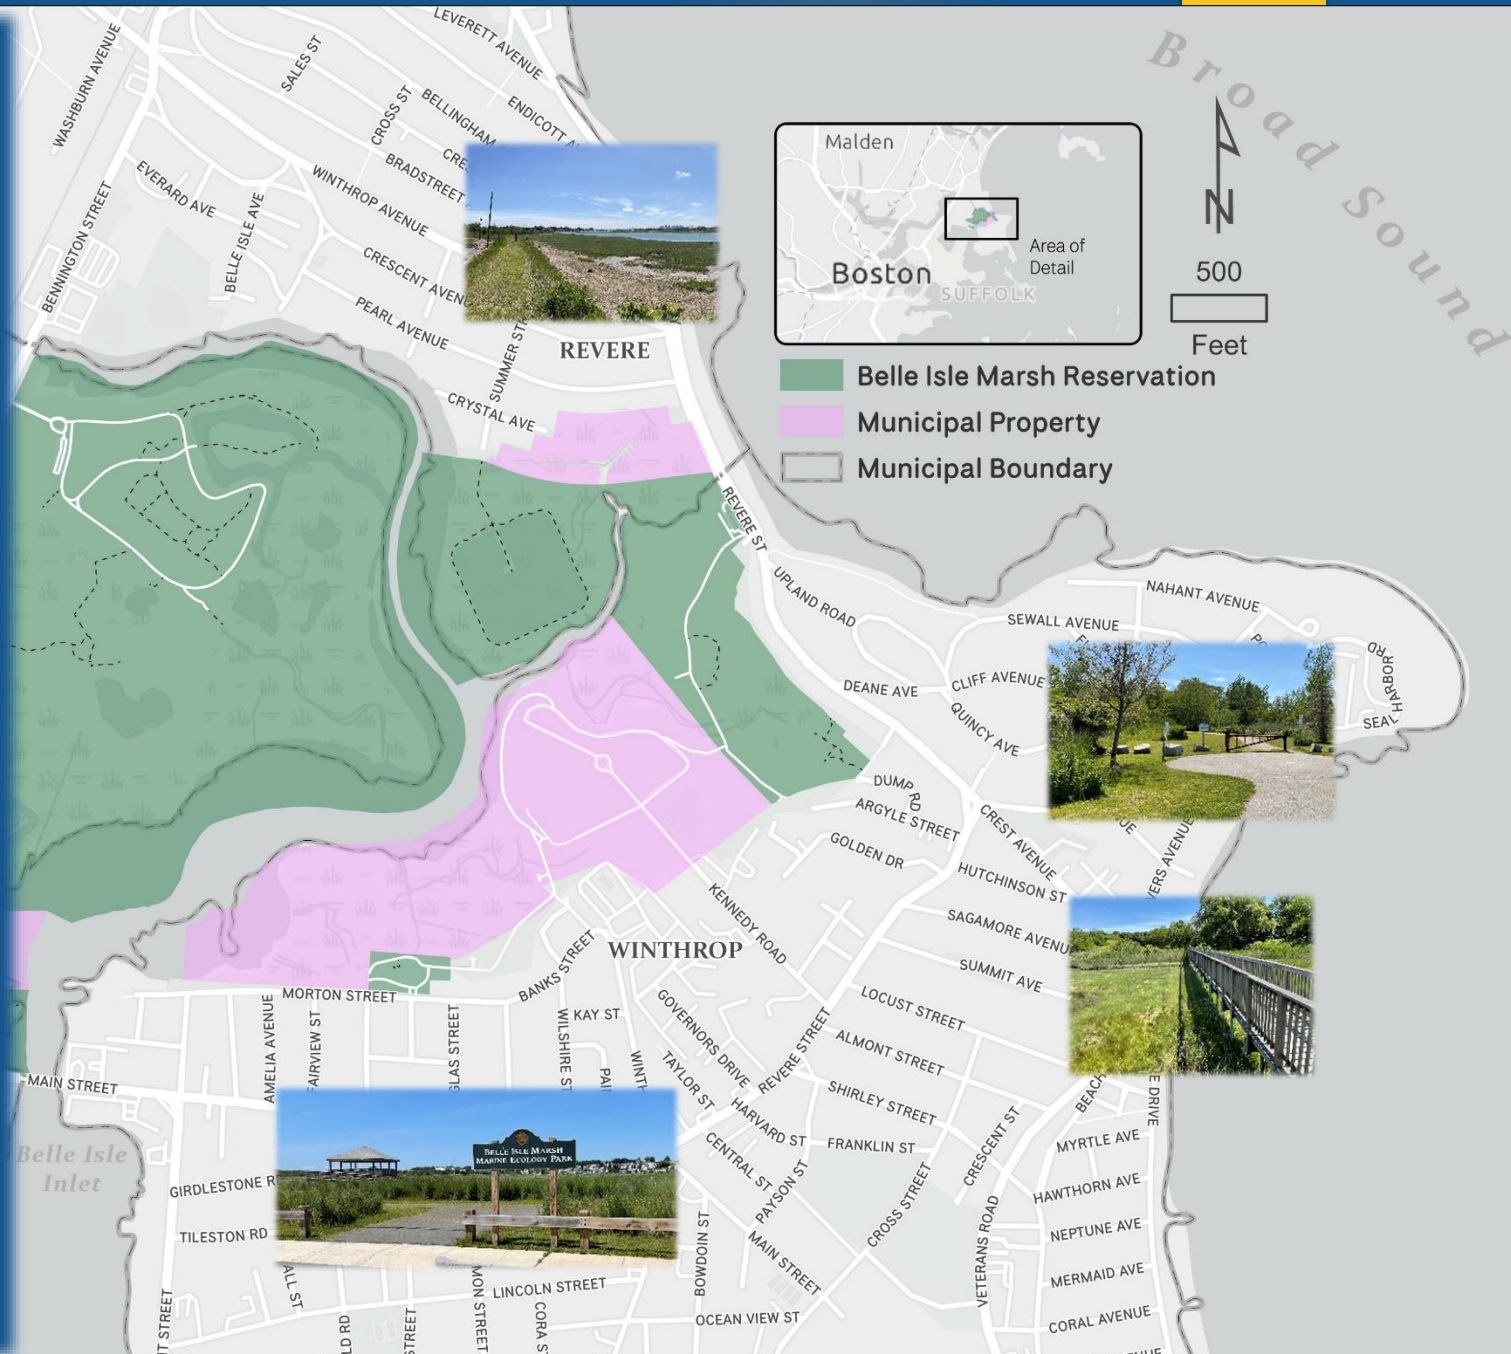 LEVERETT AVENUE
WASHBURN AVENUE
SALES ST
CROSS ST
BELLINGHAM
ENDICOTT
BRADSTREET
EVERARD AVE
WINTHROP AVENUE
BENNINGTON STREET
BELLE ISLE AVE
CRESCENT
PEARL AVENUE
SUMMER
CRYSTAL AVE
REVERE
Broad Sound
Malden
Boston
SUFFOLK
Area of
Detail
N
500
Feet
Belle Isle Marsh Reservation
Municipal Property
Municipal Boundary
REVERE ST
UPLAND ROAD
NAHANT AVENUE
SEWALL AVENUE
DEANE AVE
CLIFF AVENUE
QUINCY AVE
SEAL HARBOR RD
DUMP RD
ARGYLE STREET
GOLDEN DR
CREST AVENUE
HUTCHINSON ST
SAGAMORE
SUMMIT AVE
KENNEDY ROAD
WINTHROP
BANKS STREET
MORTON STREET
LOCUST STREET
ALMONT STREET
SHIRLEY STREET
REVERE STREET
GOVERNORS DRIVE
KAY ST
WILSHIRE ST
AMELIA AVENUE
TAYLOR ST
HARVARD ST
FRANKLIN ST
CENTRAL ST
PAYSON ST
CROSS STREET
CRESCENT ST
BEACH
DRIVE
MYRTLE AVE
HAWTHORN AVE
NEPTUNE AVE
MERMAID AVE
CORAL AVENUE
VETERANS ROAD
MAIN STREET
Belle Isle
Inlet
GIRDLESTONE
TILESTON RD
BELLE ISLE MARSH
MARINE ECOLOGY PARK
MAIN STREET
BOWDOIN ST
LINCOLN STREET
OCEAN VIEW ST
STREET
STREET
STREET